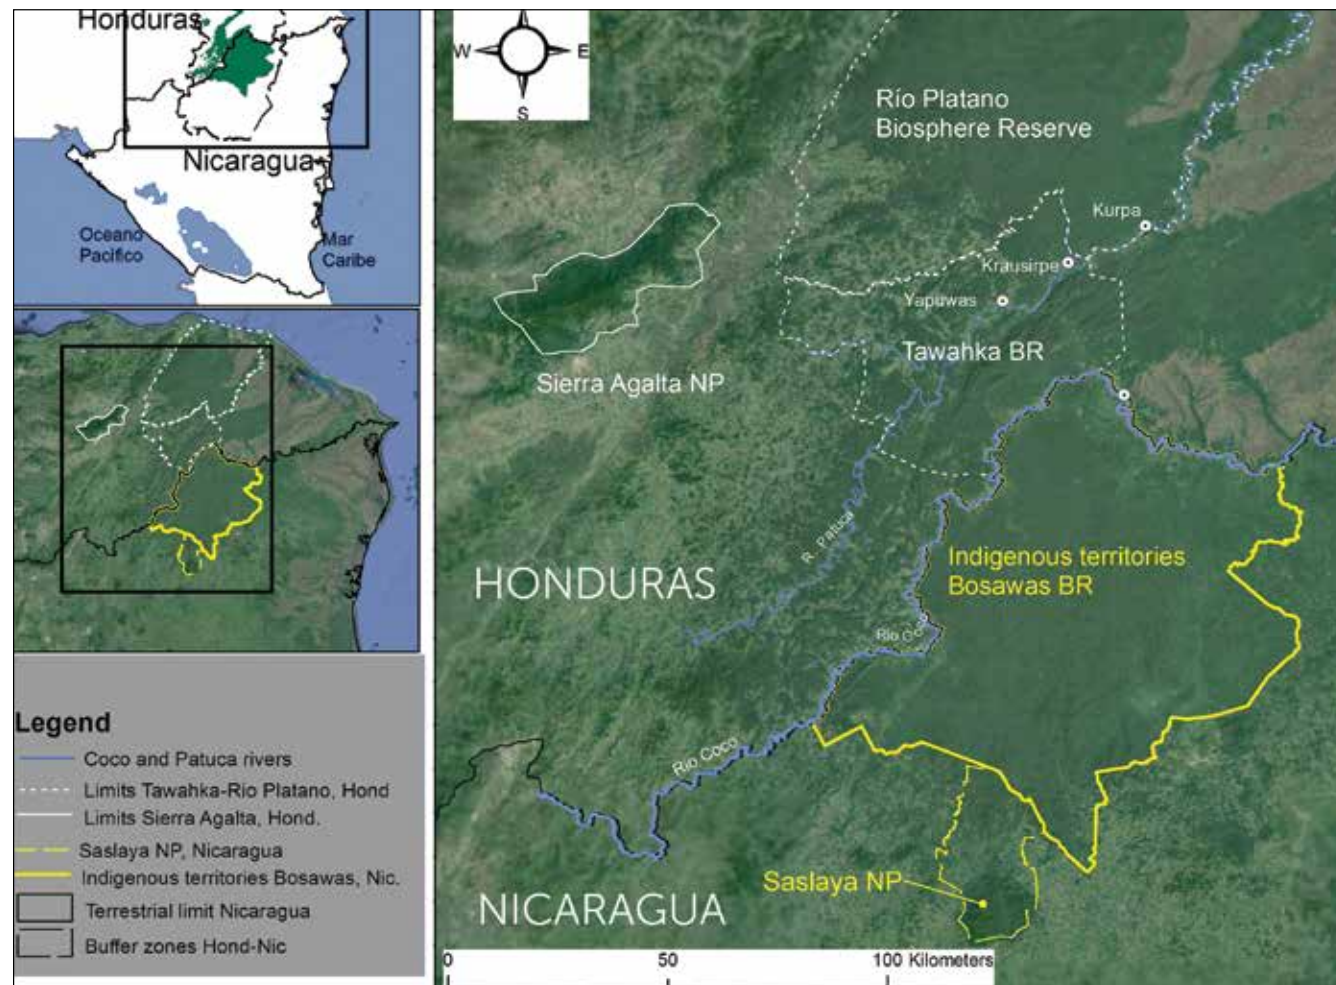 Honduras
Nicaragua
Oceano
Pacifico
Mar
Caribe
Legend
Coco and Patuca rivers
Limits Tawahka-Rio Platano, Hond
Limits Sierra Agalta, Hond.
Saslaya NP, Nicaragua
Indigenous territories Bosawas, Nic.
Terrestrial limit Nicaragua
Buffer zones Hond-Nic
W
E
S
Río Platano
Biosphere Reserve
Kurpa
Krausirpe
Yapuwas
Tawahka BR
Sierra Agalta NP
R. Patuca
HONDURAS
Indigenous territories
Bosawas BR
Rio Coco
Rio Coco
Saslaya NP
NICARAGUA
0
50
100 Kilometers